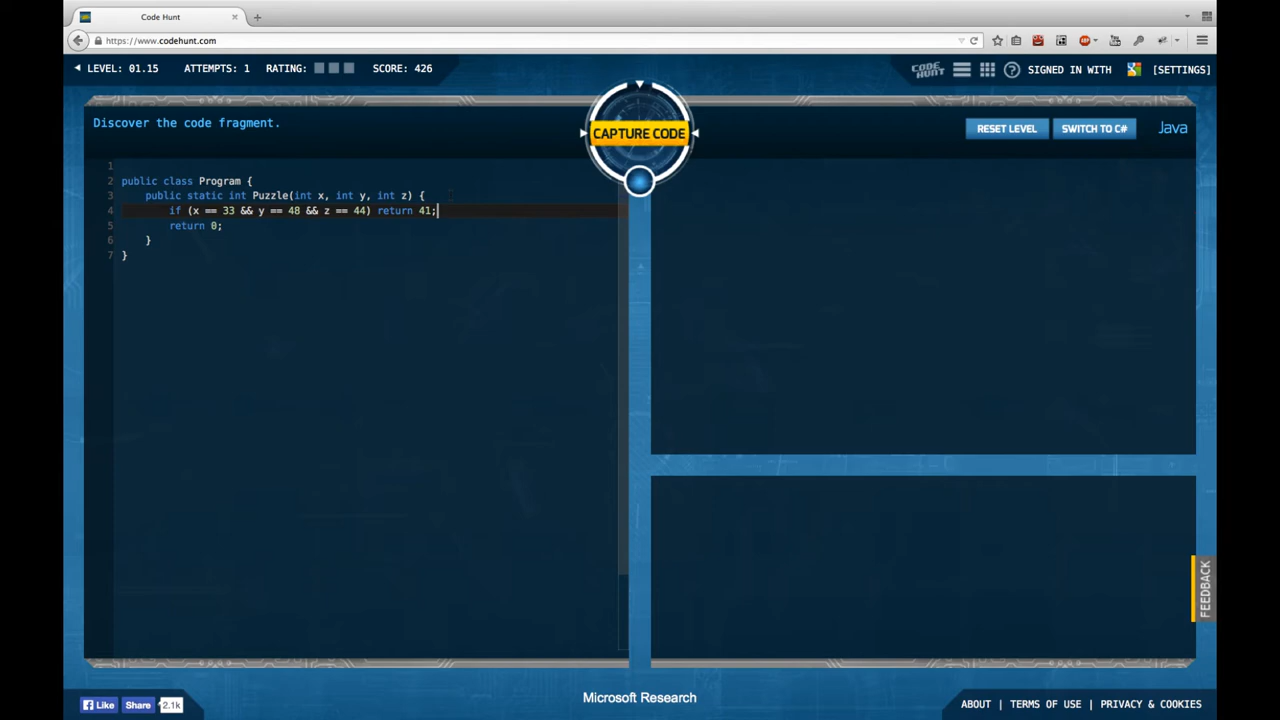 Code Hunt
https://www.codehunt.com
LEVEL: 01.15 ATTEMPTS: 1 RATING: SCORE: 426
CODE HUNT
SIGNED IN WITH [SETTINGS]
Discover the code fragment.
CAPTURE CODE
RESET LEVEL SWITCH TO C# Java
1
2 public class Program {
3 public static int Puzzle(int x, int y, int z) {
4 if (x == 33 && y == 48 && z == 44) return 41;
5 return 0;
6 }
7 }
FEEDBACK
Like Share 2.1k
Microsoft Research
ABOUT | TERMS OF USE | PRIVACY & COOKIES